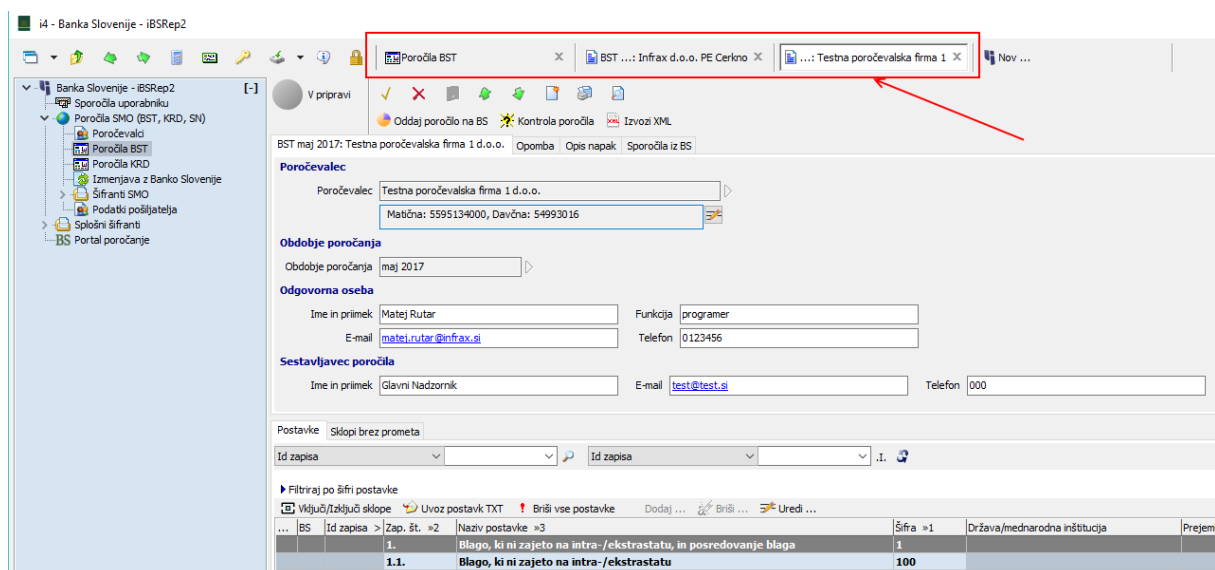 i4 - Banka Slovenije - iBSRep2
Poročila BST X BST ...: Infrax d.o.o. PE Cerkno X ...: Testna poročevalska firma 1 X Nov ...
Banka Slovenije - iBSRep2 [-]
Sporočila uporabniku
Poročila SMO (BST, KRD, SN)
Poročevalci
Poročila BST
Poročila KRD
Izmenjava z Banko Slovenije
Šifranti SMO
Podatki pošiljatelja
Splošni šifranti
BS Portal poročanje
V pripravi
Oddaj poročilo na BS Kontrola poročila Izvozi XML
BST maj 2017: Testna poročevalska firma 1 d.o.o. Opomba Opis napak Sporočila iz BS
Poročevalec
Poročevalec Testna poročevalska firma 1 d.o.o.
Matična: 5595134000, Davčna: 54993016
Obdobje poročanja
Obdobje poročanja maj 2017
Odgovorna oseba
Ime in priimek Matej Rutar Funkcija programer
E-mail matej.rutar@infrax.si Telefon 0123456
Sestavljavec poročila
Ime in priimek Glavni Nadzornik E-mail test@test.si Telefon 000
Postavke Sklopi brez prometa
Id zapisa Id zapisa .I.
Filtriraj po šifri postavke
Vključi/Izključi sklope Uvoz postavk TXT Briši vse postavke Dodaj ... Briši ... Uredi ...
... BS Id zapisa > Zap. št. »2 Naziv postavke »3 Šifra »1 Država/mednarodna inštitucija Prejem
1. Blago, ki ni zajeto na intra-/ekstrastatu, in posredovanje blaga 1
1.1. Blago, ki ni zajeto na intra-/ekstrastatu 100